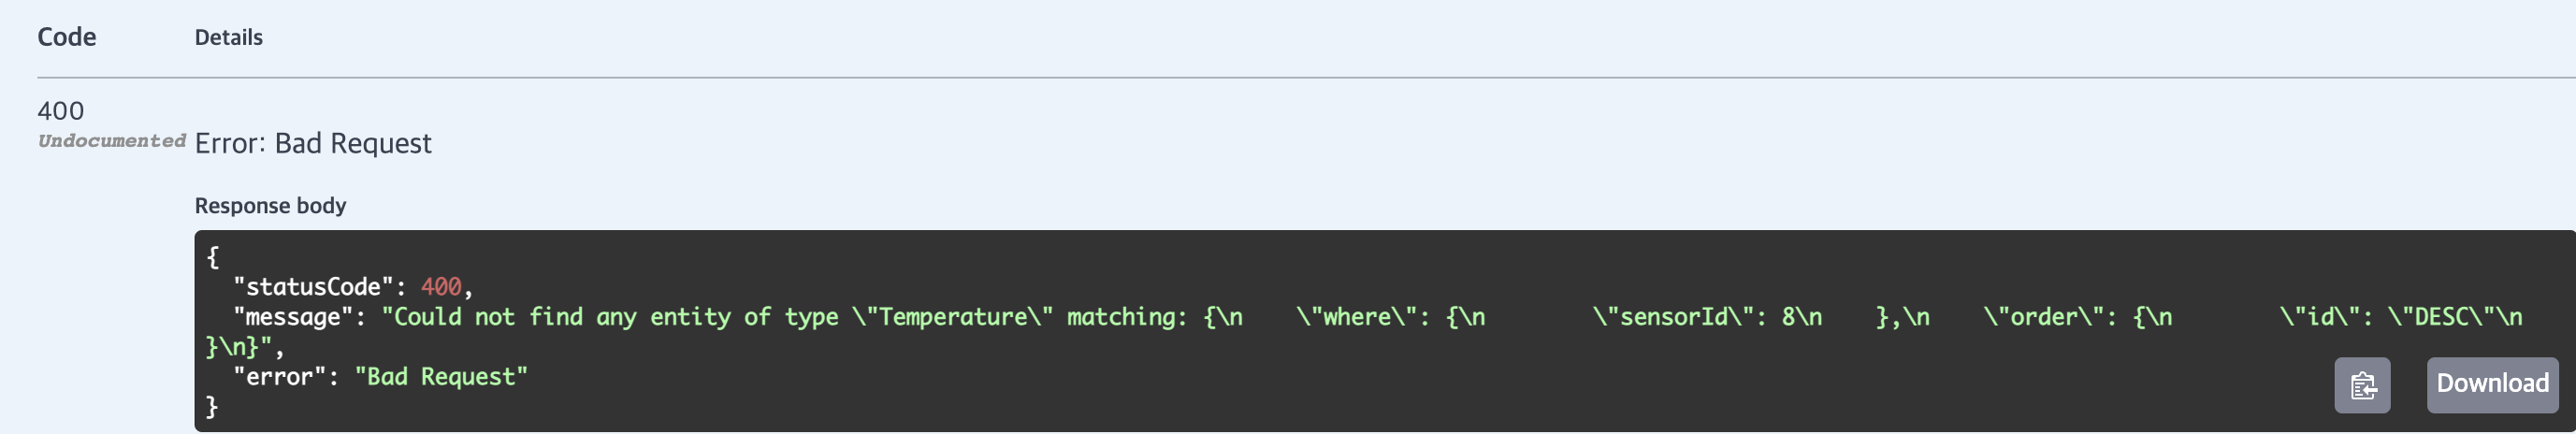 Code Details
400
Undocumented Error: Bad Request
Response body
{
  "statusCode": 400,
  "message": "Could not find any entity of type \"Temperature\" matching: {\n    \"where\": {\n        \"sensorId\": 8\n    },\n    \"order\": {\n        \"id\": \"DESC\"\n
}\n}",
  "error": "Bad Request"
}
Download